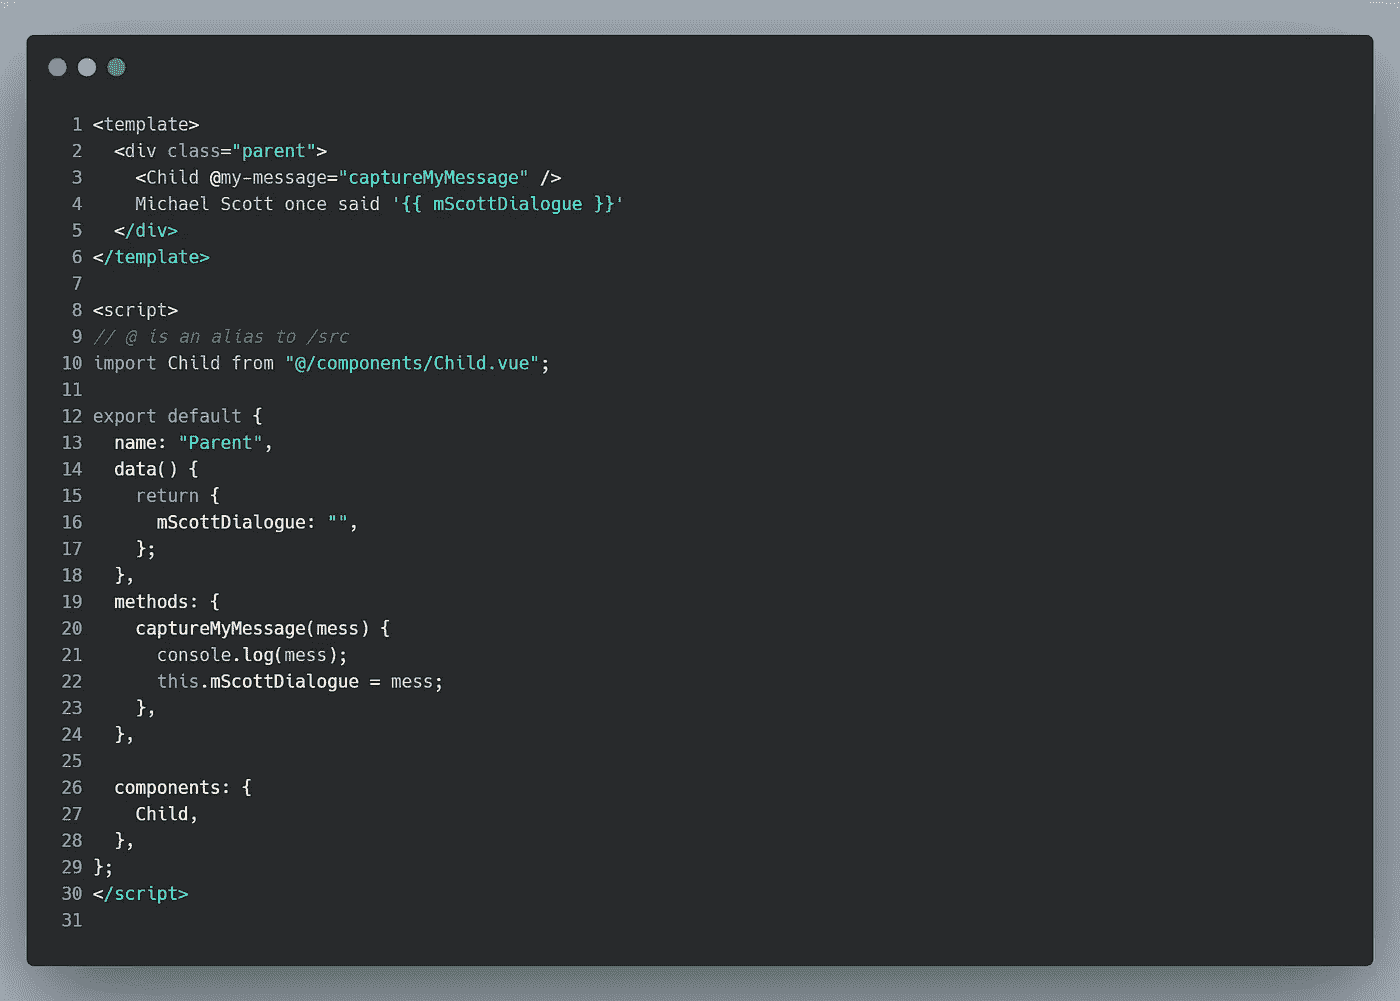 1 <template>
2   <div class="parent">
3     <Child @my-message="captureMyMessage" />
4     Michael Scott once said '{{ mScottDialogue }}'
5   </div>
6 </template>
7
8 <script>
9 // @ is an alias to /src
10 import Child from "@/components/Child.vue";
11
12 export default {
13   name: "Parent",
14   data() {
15     return {
16       mScottDialogue: "",
17     };
18   },
19   methods: {
20     captureMyMessage(mess) {
21       console.log(mess);
22       this.mScottDialogue = mess;
23     },
24   },
25
26   components: {
27     Child,
28   },
29 };
30 </script>
31